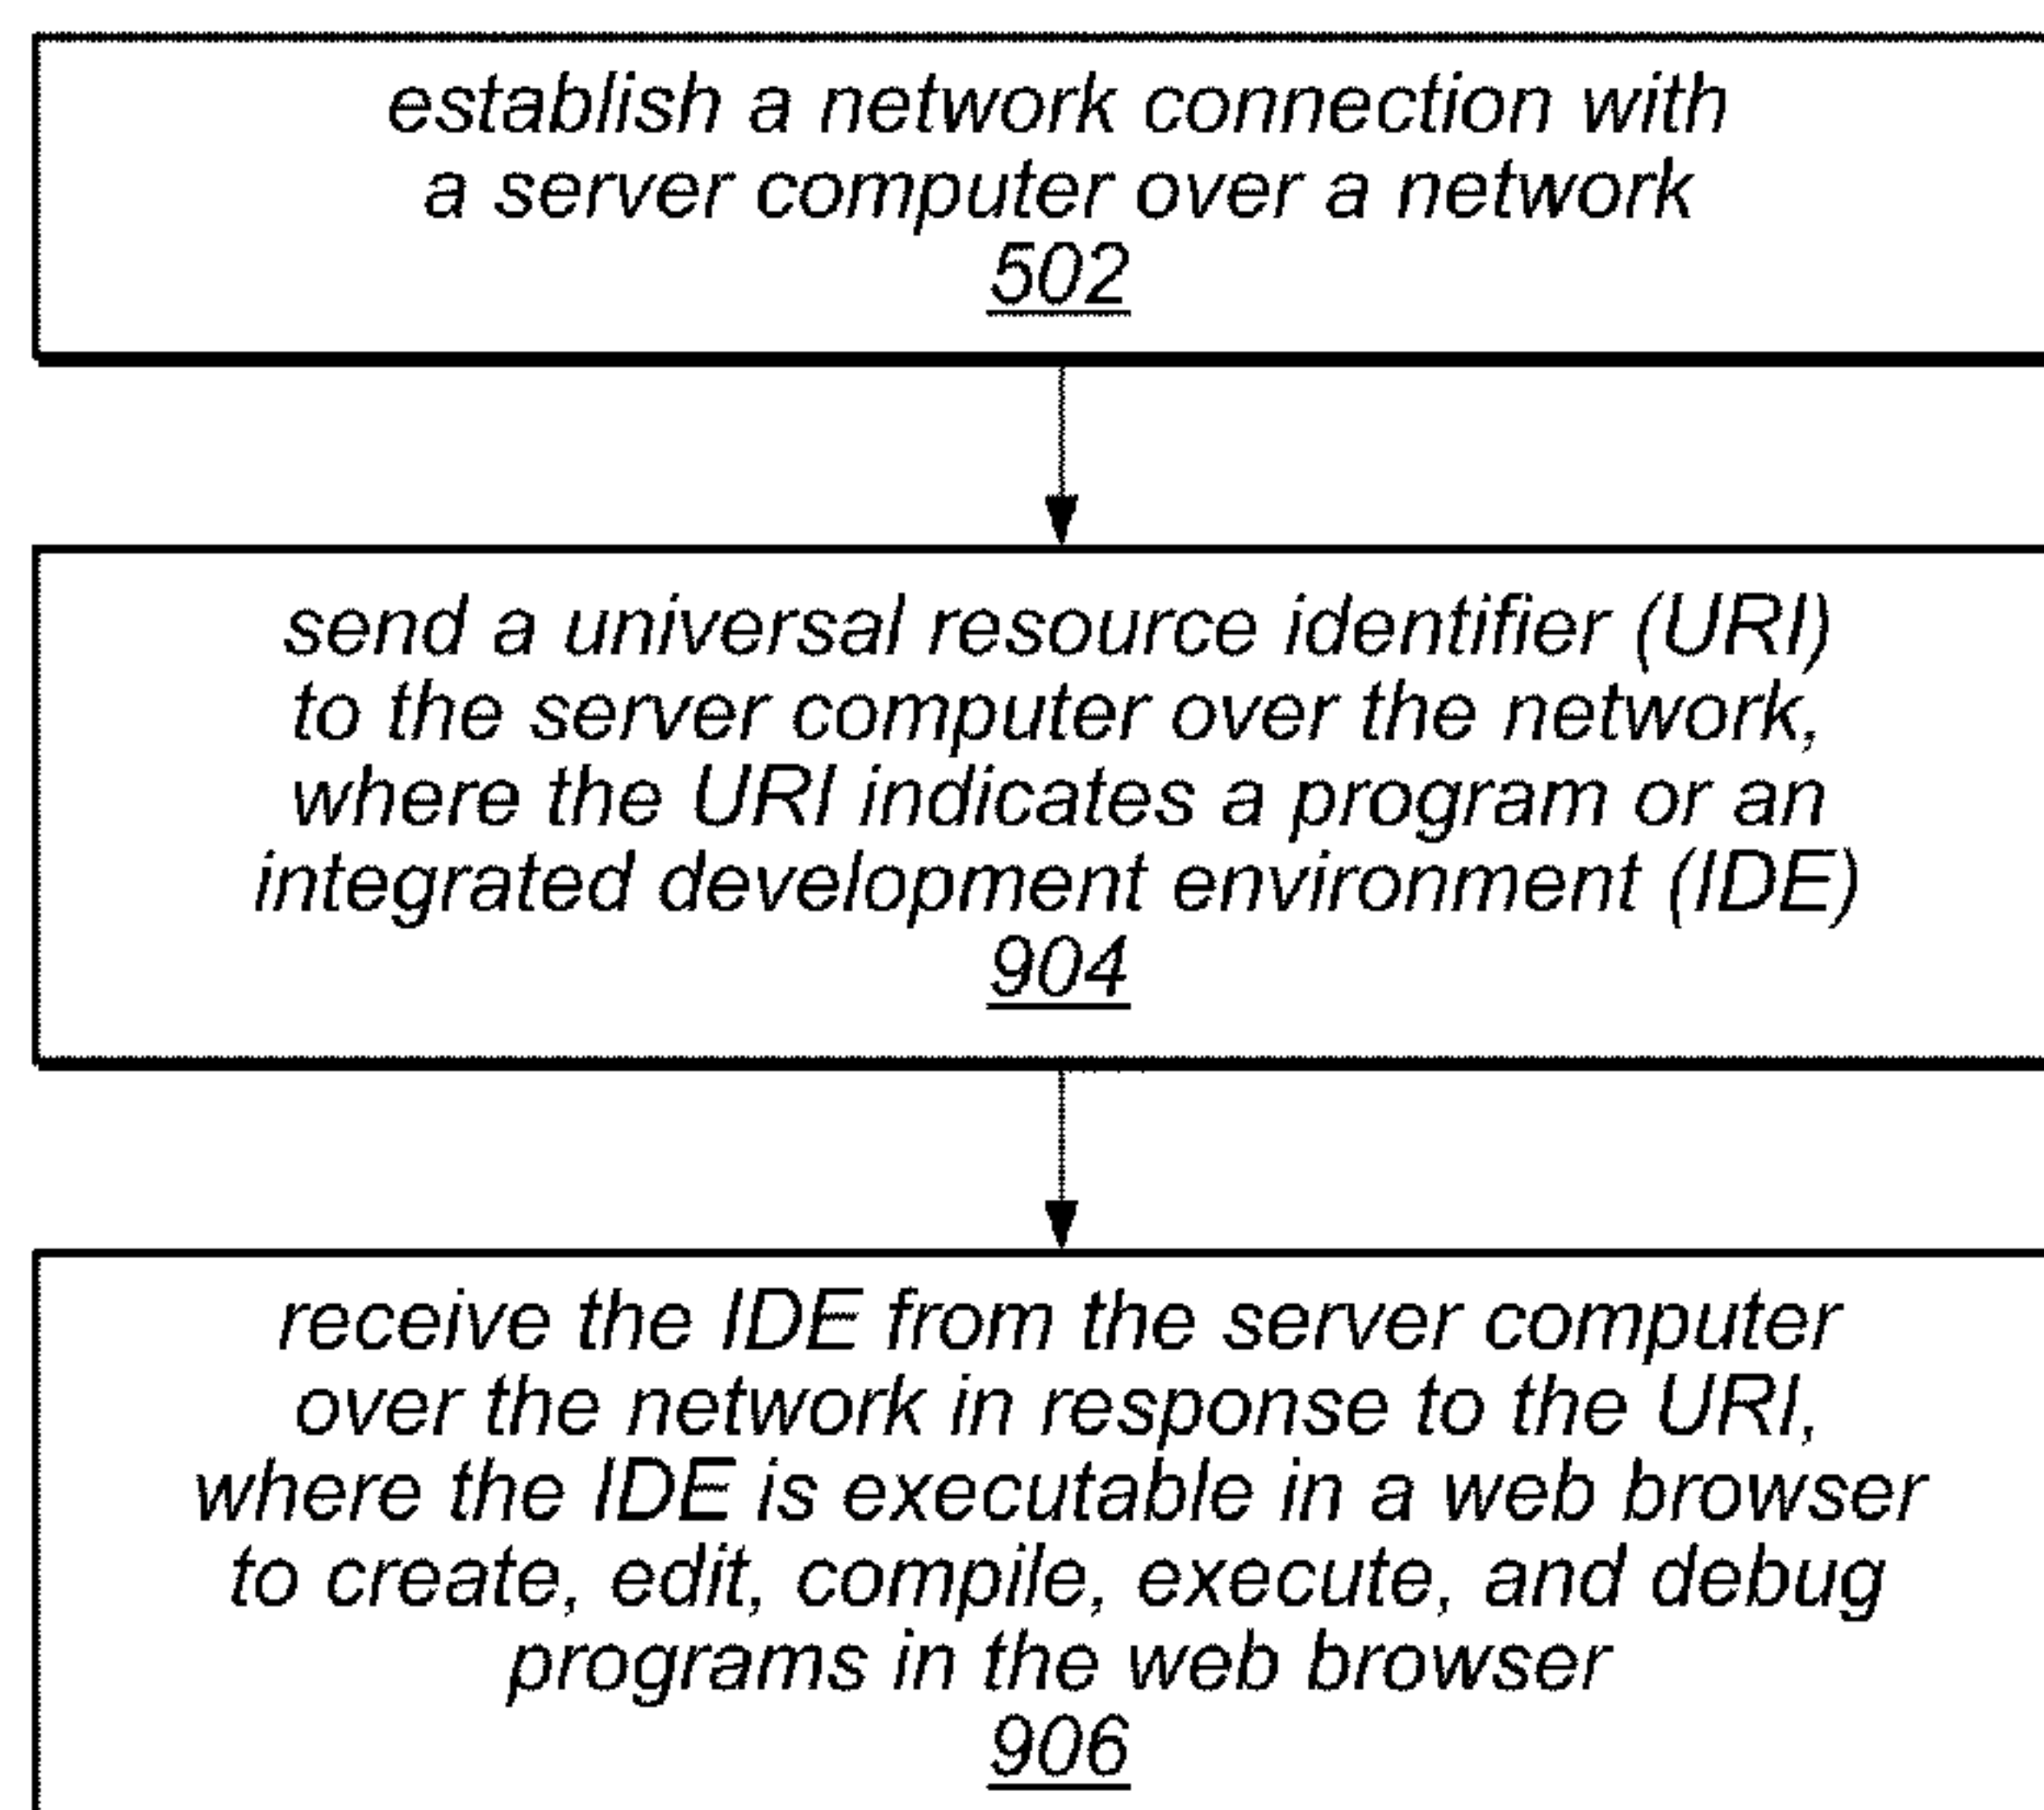 establish a network connection with
a server computer over a network
502
send a universal resource identifier (URI)
to the server computer over the network,
where the URI indicates a program or an
integrated development environment (IDE)
904
receive the IDE from the server computer
over the network in response to the URI,
where the IDE is executable in a web browser
to create, edit, compile, execute, and debug
programs in the web browser
906